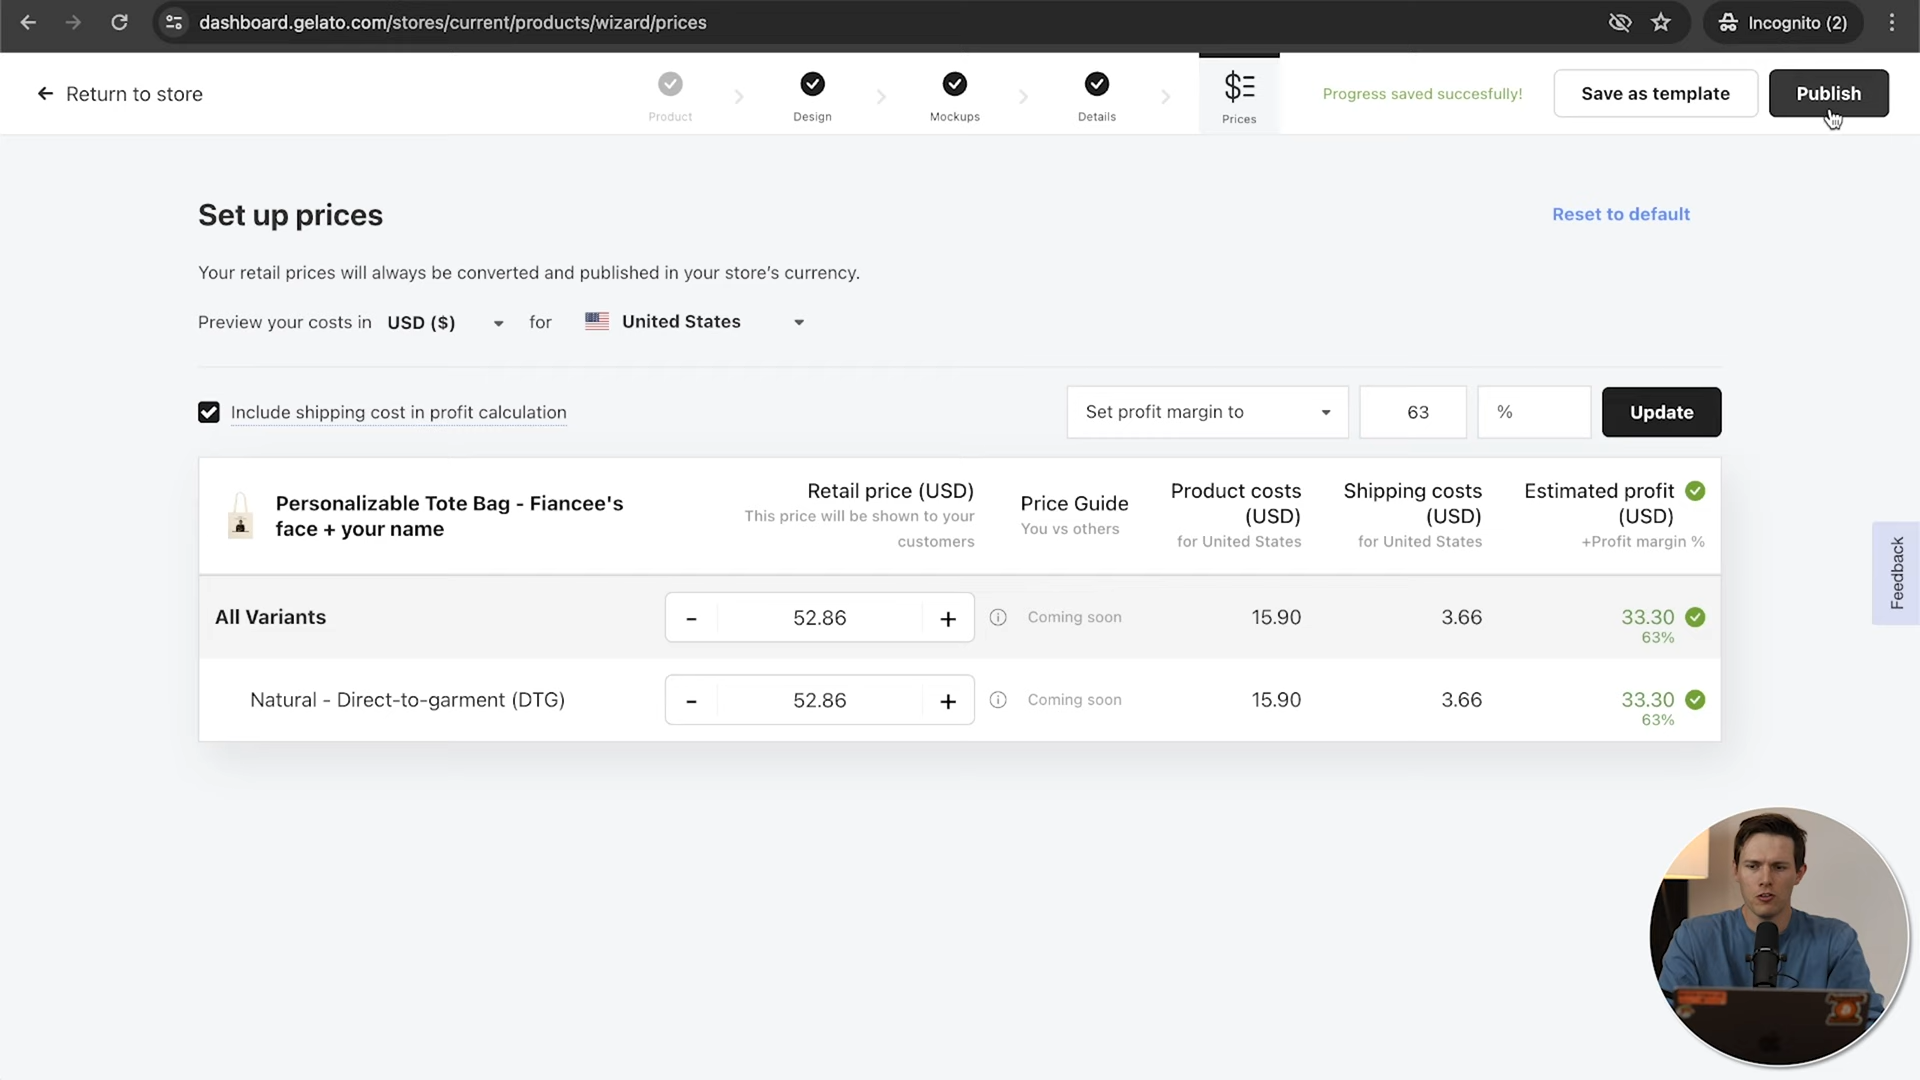 dashboard.gelato.com/stores/current/products/wizard/prices
Incognito (2)
Return to store
Product
Design
Mockups
Details
Prices
Progress saved succesfully!
Save as template
Publish
Set up prices
Reset to default
Your retail prices will always be converted and published in your store's currency.
Preview your costs in USD ($) for United States
Include shipping cost in profit calculation
Set profit margin to
63
%
Update
Personalizable Tote Bag - Fiancee's
face + your name
Retail price (USD)
This price will be shown to your
customers
Price Guide
You vs others
Product costs
(USD)
for United States
Shipping costs
(USD)
for United States
Estimated profit
(USD)
+Profit margin %
All Variants
-
52.86
+
Coming soon
15.90
3.66
33.30
63%
Natural - Direct-to-garment (DTG)
-
52.86
+
Coming soon
15.90
3.66
33.30
63%
Feedback